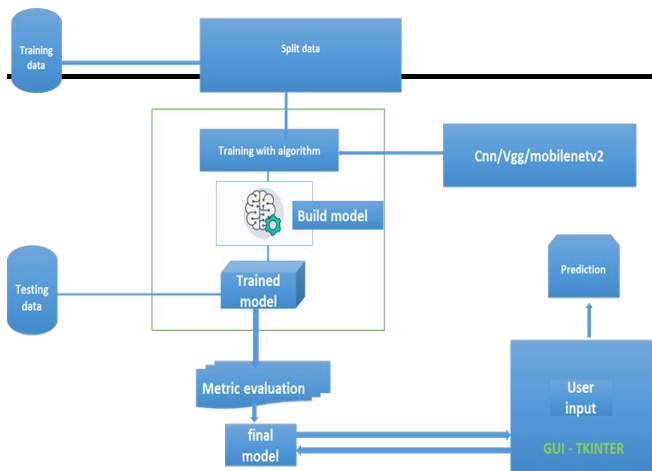 Training
data
Split data
Training with algorithm
Cnn/Vgg/mobilenetv2
Build model
Testing
data
Trained
model
Prediction
Metric evaluation
User
input
final
model
GUI - TKINTER